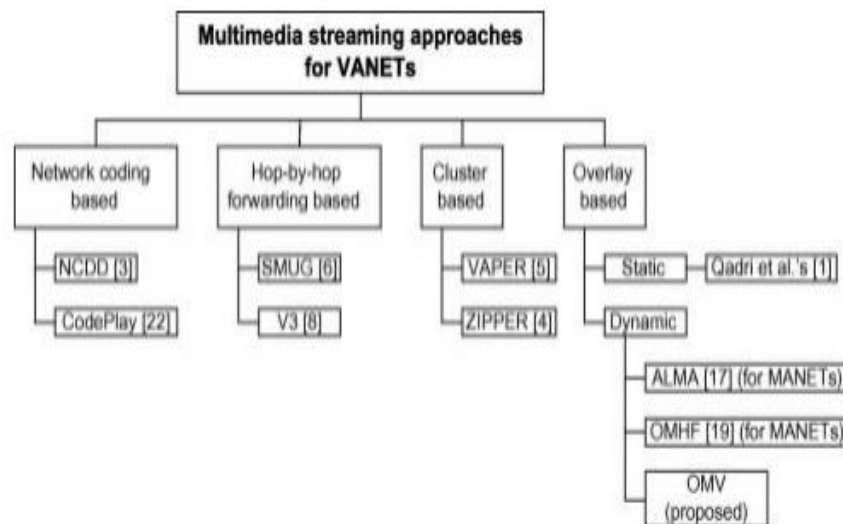 Multimedia streaming approaches
for VANETs
Network coding
based
Hop-by-hop
forwarding based
Cluster
based
Overlay
based
NCDD [3]
SMUG [6]
VAPER [5]
Static
Qadri et al.'s [1]
CodePlay [22]
V3 [8]
ZIPPER [4]
Dynamic
ALMA [17] (for MANETs)
OMHF [19] (for MANETs)
OMV
(proposed)